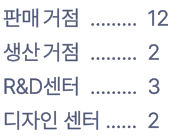 판매 거점 ......... 12
생산 거점 ......... 2
R&D센터 ......... 3
디자인 센터 ...... 2